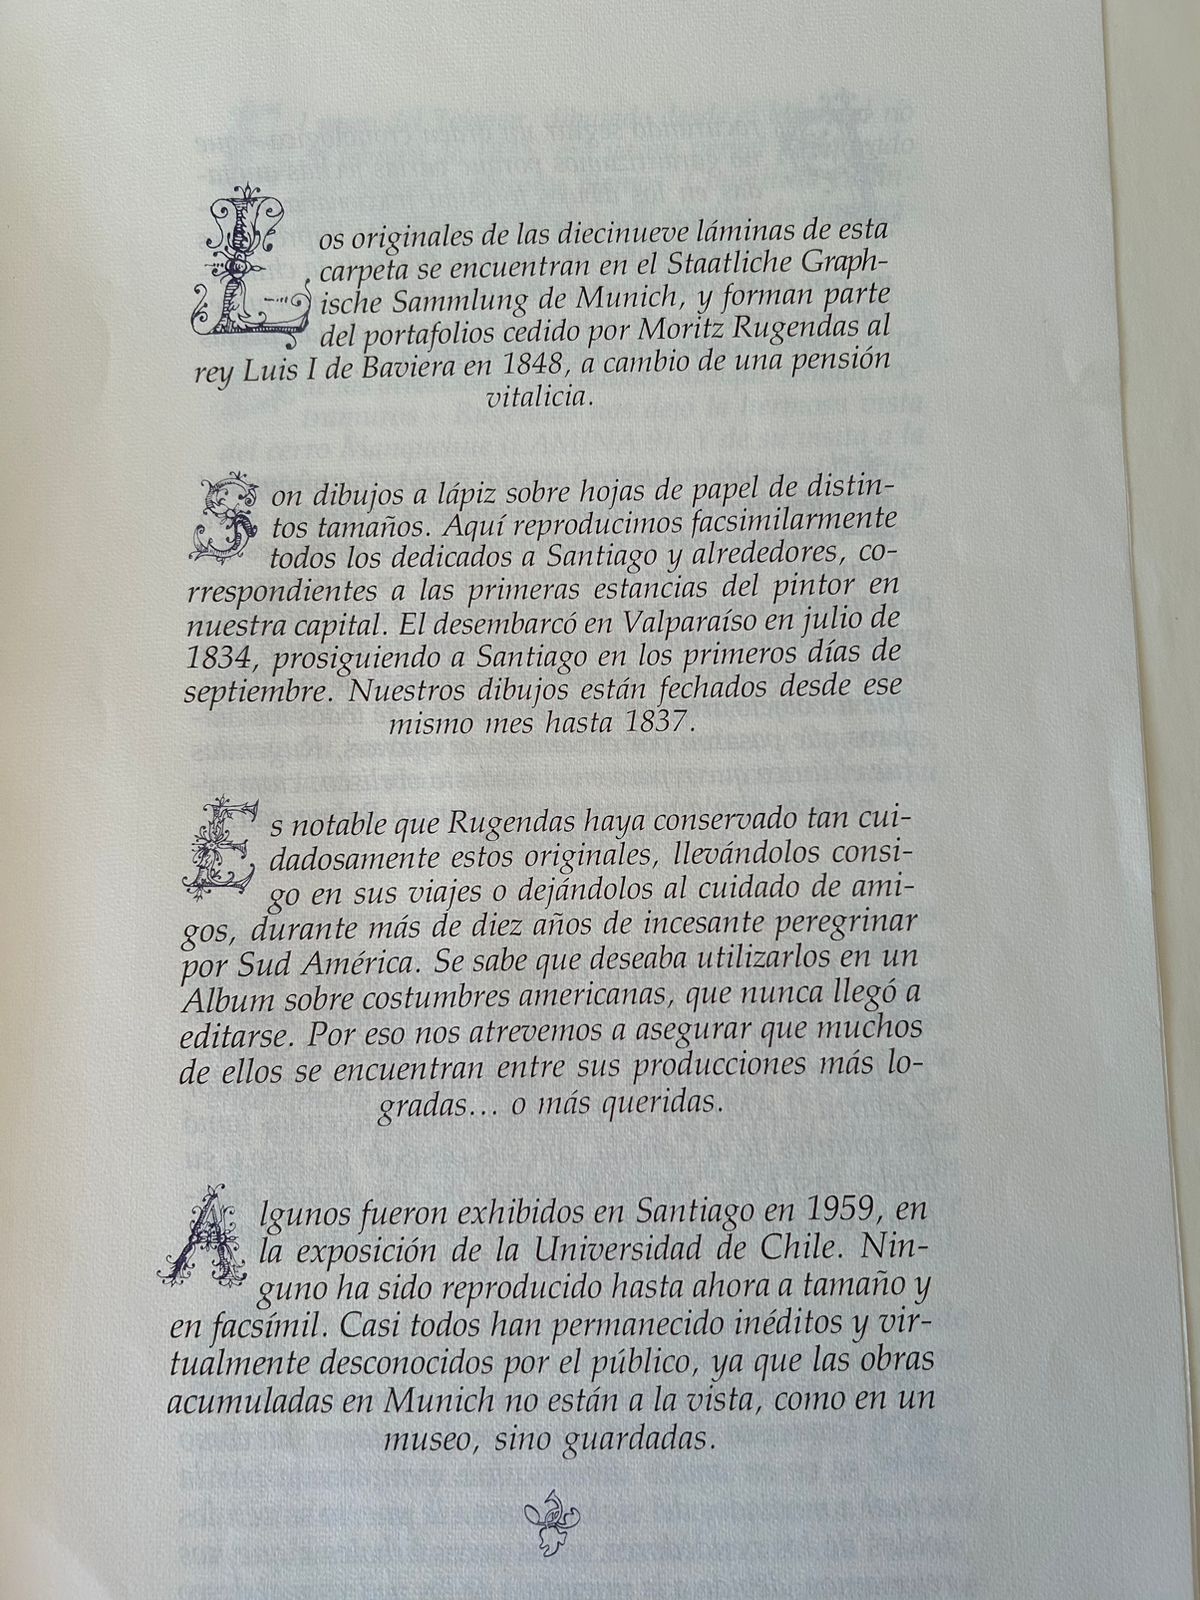 Los originales de las diecinueve láminas de esta
carpeta se encuentran en el Staatliche Graph-
ische Sammlung de Munich, y forman parte
del portafolios cedido por Moritz Rugendas al
rey Luis I de Baviera en 1848, a cambio de una pensión
vitalicia.
Son dibujos a lápiz sobre hojas de papel de distin-
tos tamaños. Aquí reproducimos facsimilarmente
todos los dedicados a Santiago y alrededores, co-
rrespondientes a las primeras estancias del pintor en
nuestra capital. El desembarcó en Valparaíso en julio de
1834, prosiguiendo a Santiago en los primeros días de
septiembre. Nuestros dibujos están fechados desde ese
mismo mes hasta 1837.
Es notable que Rugendas haya conservado tan cui-
dadosamente estos originales, llevándolos consi-
go en sus viajes o dejándolos al cuidado de ami-
gos, durante más de diez años de incesante peregrinar
por Sud América. Se sabe que deseaba utilizarlos en un
Album sobre costumbres americanas, que nunca llegó a
editarse. Por eso nos atrevemos a asegurar que muchos
de ellos se encuentran entre sus producciones más lo-
gradas... o más queridas.
Algunos fueron exhibidos en Santiago en 1959, en
la exposición de la Universidad de Chile. Nin-
guno ha sido reproducido hasta ahora a tamaño y
en facsímil. Casi todos han permanecido inéditos y vir-
tualmente desconocidos por el público, ya que las obras
acumuladas en Munich no están a la vista, como en un
museo, sino guardadas.